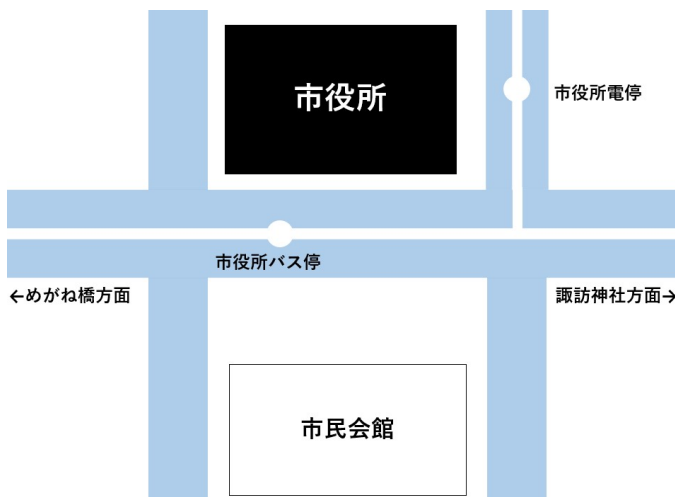 市役所
市役所電停
市役所バス停
←めがね橋方面
諏訪神社方面→
市民会館